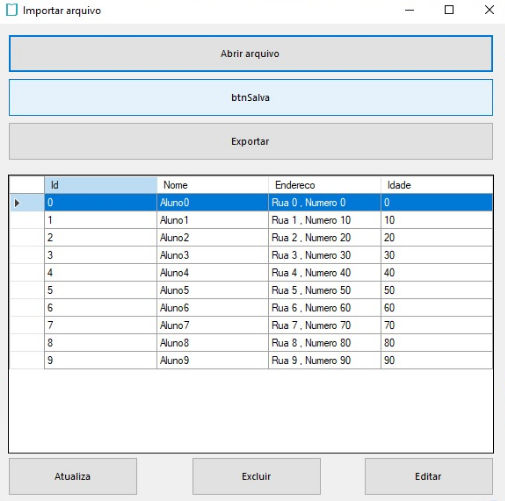 Importar arquivo
Abrir arquivo
btnSalva
Exportar
Id Nome Endereco Idade
0 Aluno0 Rua 0 , Numero 0 0
1 Aluno1 Rua 1 , Numero 10 10
2 Aluno2 Rua 2 , Numero 20 20
3 Aluno3 Rua 3 , Numero 30 30
4 Aluno4 Rua 4 , Numero 40 40
5 Aluno5 Rua 5 , Numero 50 50
6 Aluno6 Rua 6 , Numero 60 60
7 Aluno7 Rua 7 , Numero 70 70
8 Aluno8 Rua 8 , Numero 80 80
9 Aluno9 Rua 9 , Numero 90 90
Atualiza Excluir Editar